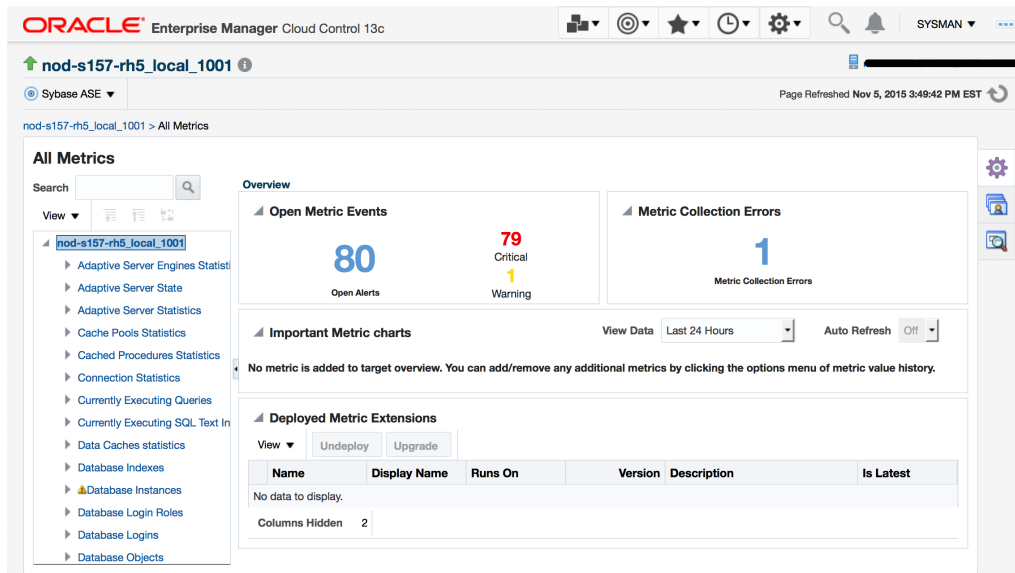 ORACLE® Enterprise Manager Cloud Control 13c
SYSMAN
nod-s157-rh5_local_1001
Sybase ASE
Page Refreshed Nov 5, 2015 3:49:42 PM EST
nod-s157-rh5_local_1001 > All Metrics
All Metrics
Search
View
nod-s157-rh5_local_1001
Adaptive Server Engines Statisti
Adaptive Server State
Adaptive Server Statistics
Cache Pools Statistics
Cached Procedures Statistics
Connection Statistics
Currently Executing Queries
Currently Executing SQL Text In
Data Caches statistics
Database Indexes
Database Instances
Database Login Roles
Database Logins
Database Objects
Overview
Open Metric Events
80
Open Alerts
79
Critical
1
Warning
Metric Collection Errors
1
Metric Collection Errors
Important Metric charts
View Data Last 24 Hours Auto Refresh Off
No metric is added to target overview. You can add/remove any additional metrics by clicking the options menu of metric value history.
Deployed Metric Extensions
View Undeploy Upgrade
Name Display Name Runs On Version Description Is Latest
No data to display.
Columns Hidden 2